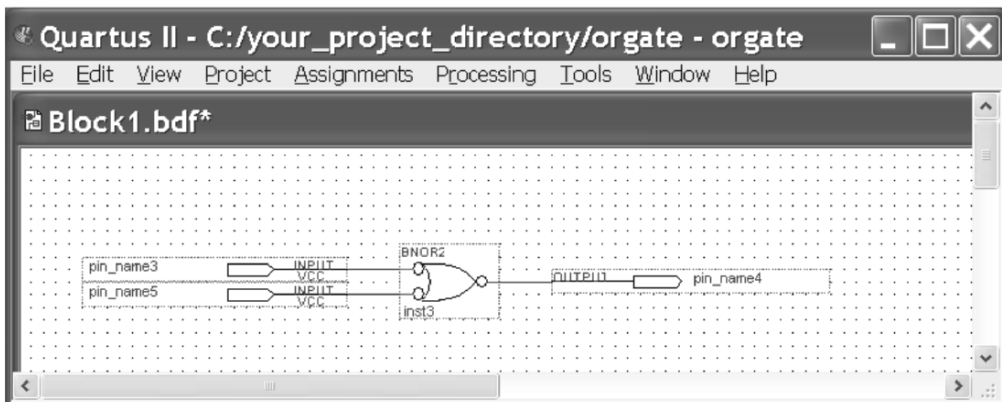 Quartus II - C:/your_project_directory/orgate - orgate
File Edit View Project Assignments Processing Tools Window Help
Block1.bdf*
BNOR2
pin_name3 INPUT
VCC
OUTPUT pin_name4
pin_name5 INPUT
VCC
inst3